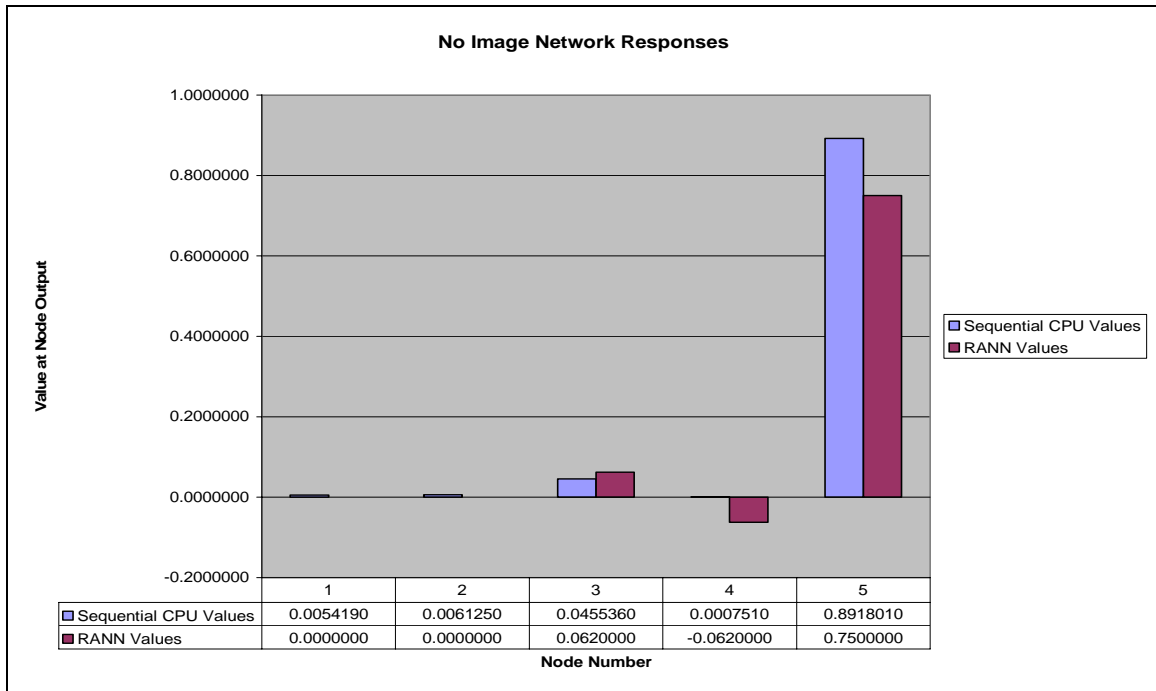 No Image Network Responses
1.0000000
0.8000000
0.6000000
0.4000000
0.2000000
0.0000000
-0.2000000
Value at Node Output
Sequential CPU Values
RANN Values
1 2 3 4 5
Sequential CPU Values 0.0054190 0.0061250 0.0455360 0.0007510 0.8918010
RANN Values 0.0000000 0.0000000 0.0620000 -0.0620000 0.7500000
Node Number